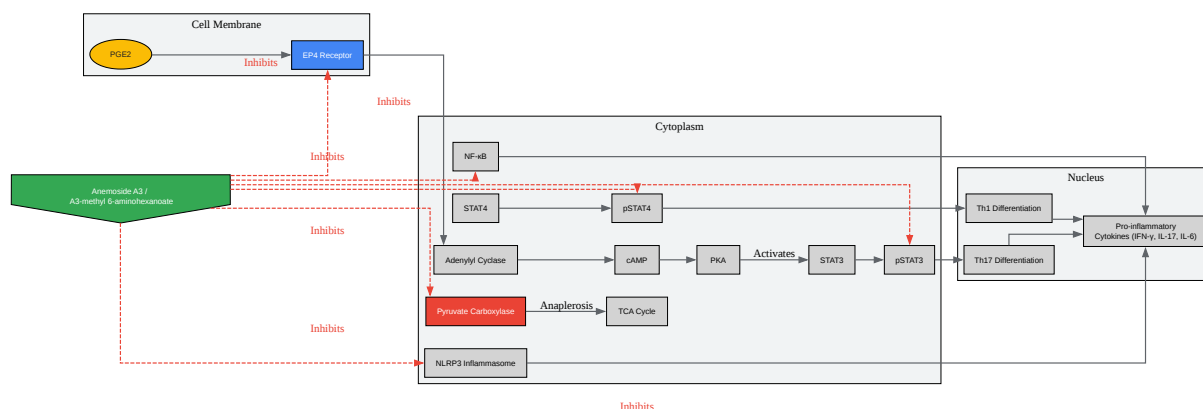 Cell Membrane
PGE2
EP4 Receptor
Inhibits
Inhibits
Cytoplasm
NF-κB
Inhibits
Nucleus
Anemoside A3 /
A3-methyl 6-aminohexanoate
STAT4
pSTAT4
Th1 Differentiation
Pro-inflammatory
Cytokines (IFN-γ, IL-17, IL-6)
Inhibits
Adenylyl Cyclase
cAMP
PKA
Activates
STAT3
pSTAT3
Th17 Differentiation
Pyruvate Carboxylase
Anaplerosis
TCA Cycle
Inhibits
NLRP3 Inflammasome
Inhibits